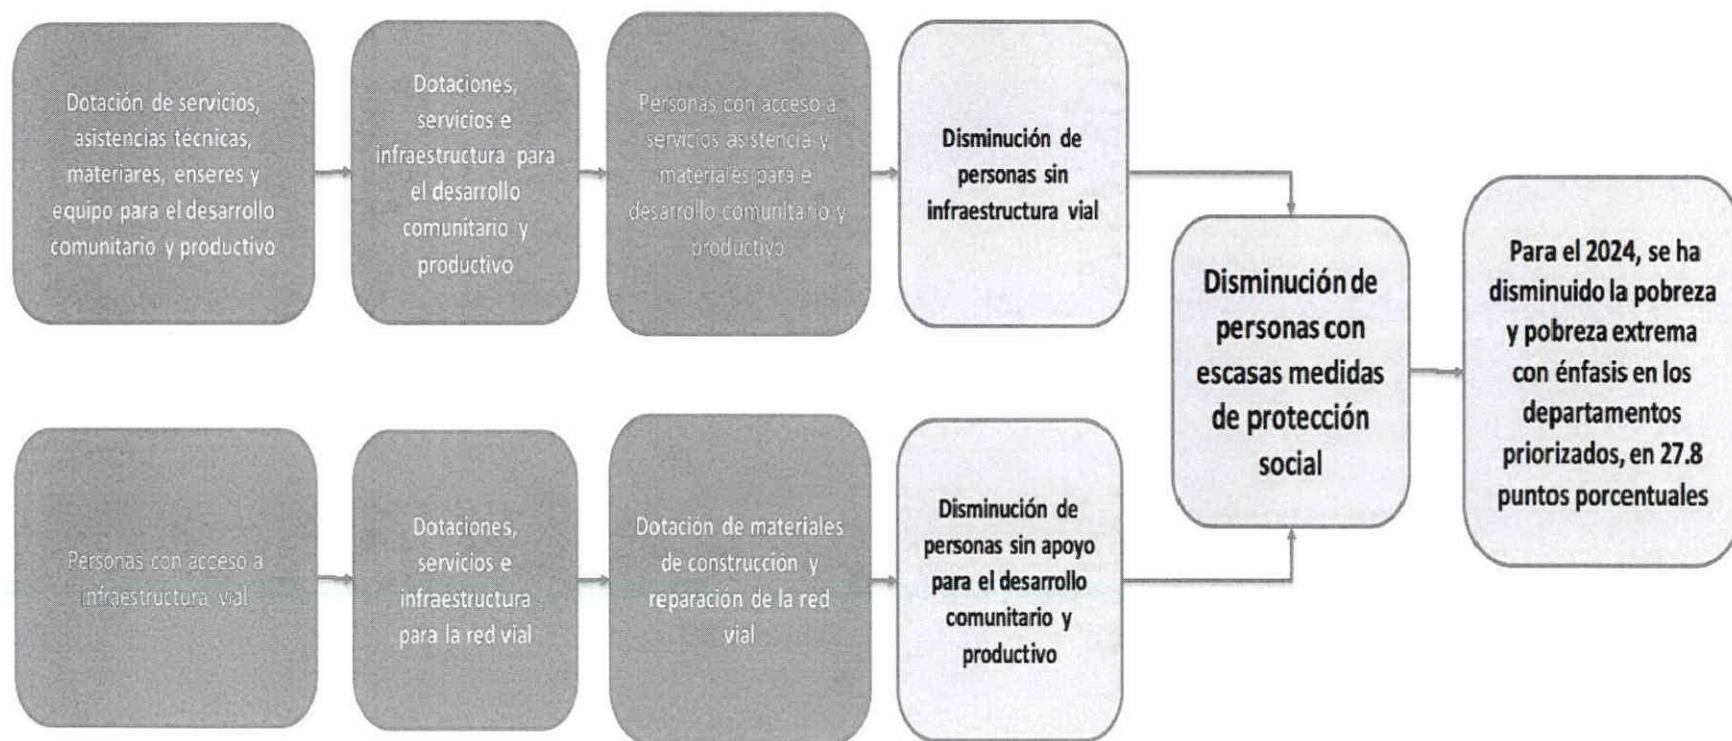 Dotación de servicios,
asistencias técnicas,
materiares, enseres y
equipo para el desarrollo
comunitario y productivo
Dotaciones,
servicios e
infraestructura para
el desarrollo
comunitario y
productivo
Personas con acceso a
servicios asistencia y
materiales para el
desarrollo comunitario y
productivo
Disminución de
personas sin
infraestructura vial
Personas con acceso a
infraestructura vial
Dotaciones,
servicios e
infraestructura
para la red vial
Dotación de materiales
de construcción y
reparación de la red
vial
Disminución de
personas sin apoyo
para el desarrollo
comunitario y
productivo
Disminución de
personas con
escasas medidas
de protección
social
Para el 2024, se ha
disminuido la pobreza
y pobreza extrema
con énfasis en los
departamentos
priorizados, en 27.8
puntos porcentuales